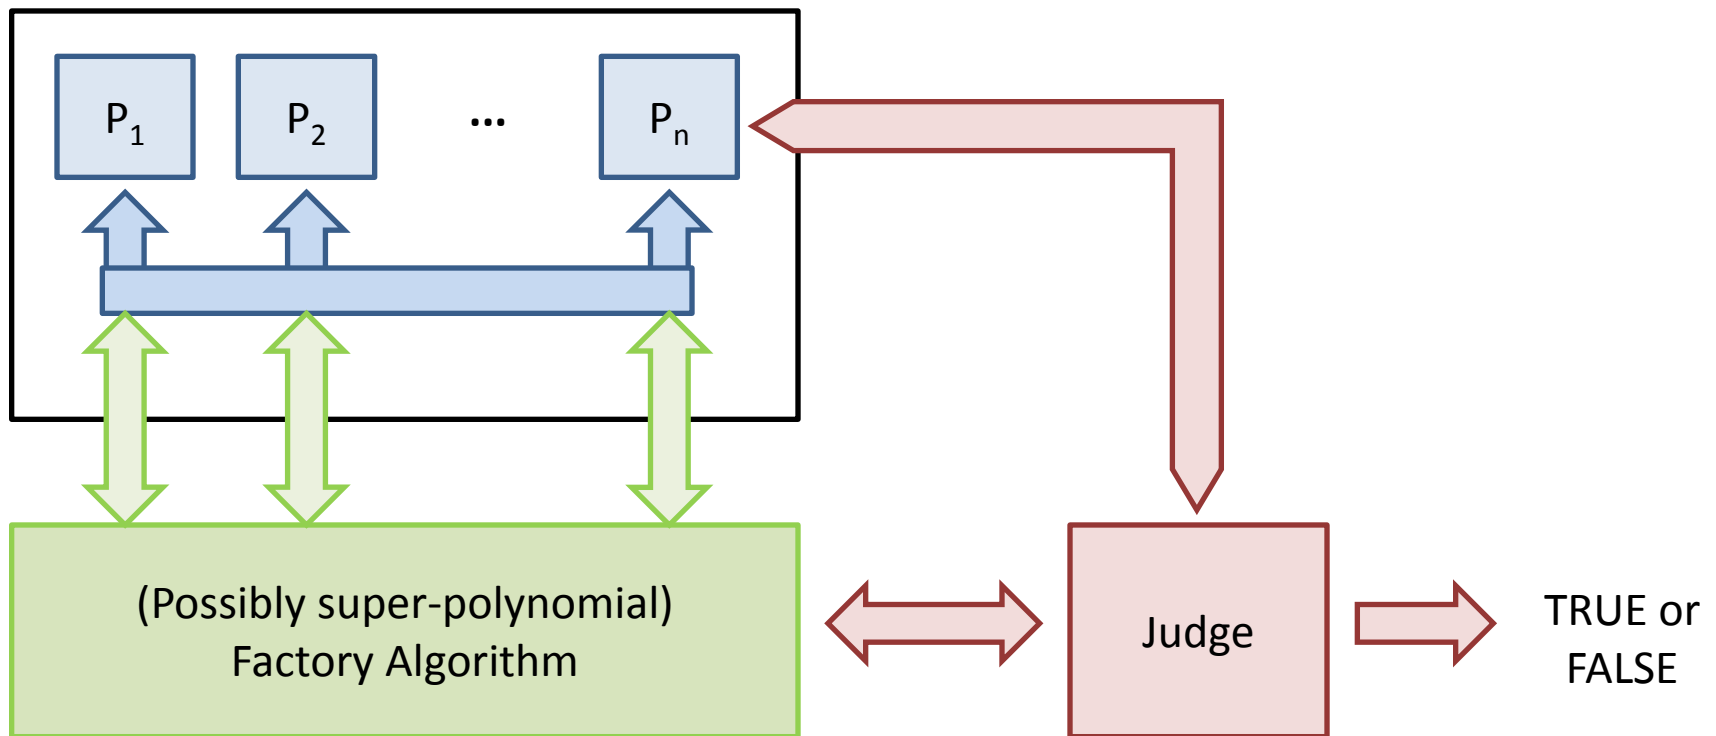 P₁ P₂ ... Pₙ
(Possibly super-polynomial)
Factory Algorithm
Judge
TRUE or
FALSE